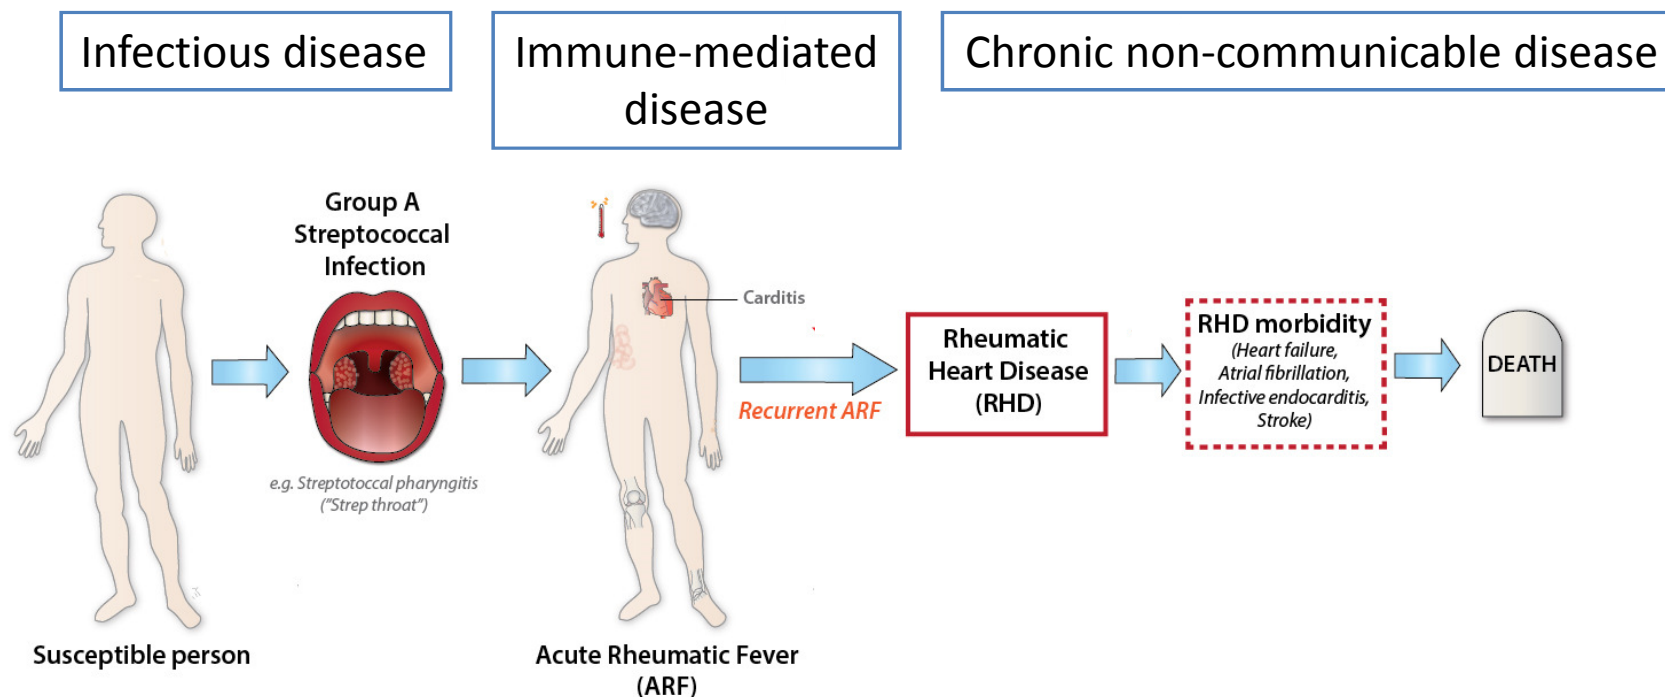 Infectious disease
Immune-mediated
disease
Chronic non-communicable disease
Group A
Streptococcal
Infection
e.g. Streptotoccal pharyngitis
("Strep throat")
Susceptible person
Carditis
Acute Rheumatic Fever
(ARF)
Recurrent ARF
Rheumatic
Heart Disease
(RHD)
RHD morbidity
(Heart failure,
Atrial fibrillation,
Infective endocarditis,
Stroke)
DEATH